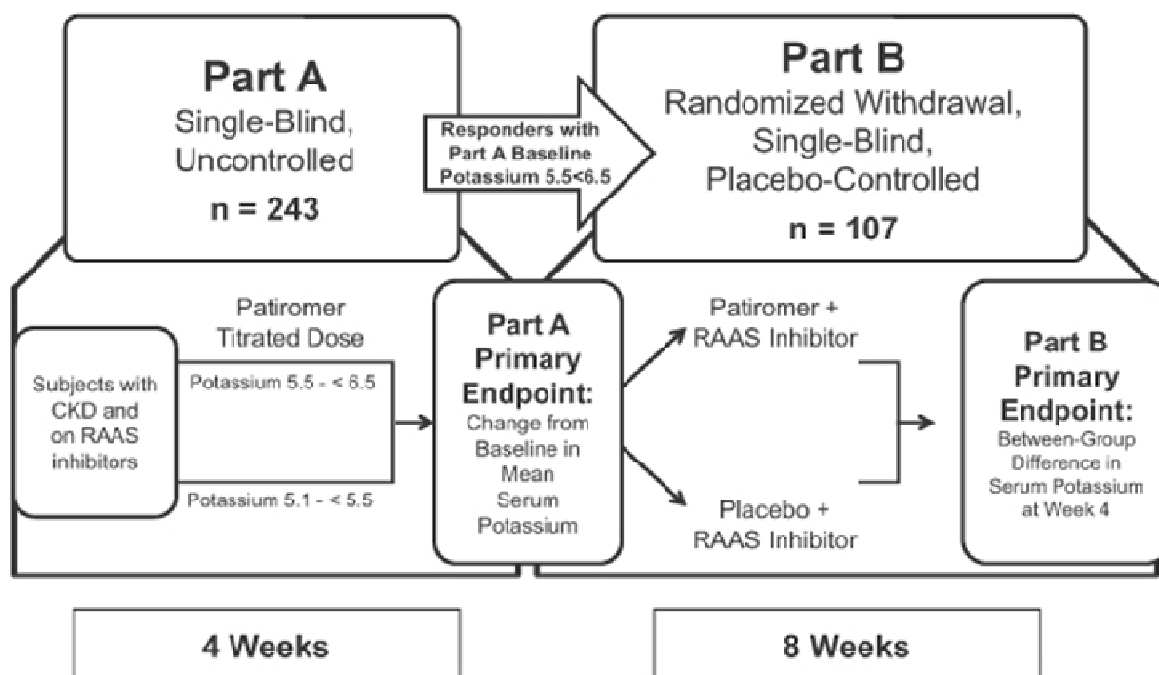 Part A
Single-Blind,
Uncontrolled
n = 243
Responders with
Part A Baseline
Potassium 5.5<6.5
Part B
Randomized Withdrawal,
Single-Blind,
Placebo-Controlled
n = 107
Subjects with
CKD and
on RAAS
inhibitors
Patiromer
Titrated Dose
Potassium 5.5 - < 6.5
Potassium 5.1 - < 5.5
Part A
Primary
Endpoint:
Change from
Baseline in
Mean
Serum
Potassium
Patiromer +
RAAS Inhibitor
Placebo +
RAAS Inhibitor
Part B
Primary
Endpoint:
Between-Group
Difference in
Serum Potassium
at Week 4
4 Weeks
8 Weeks